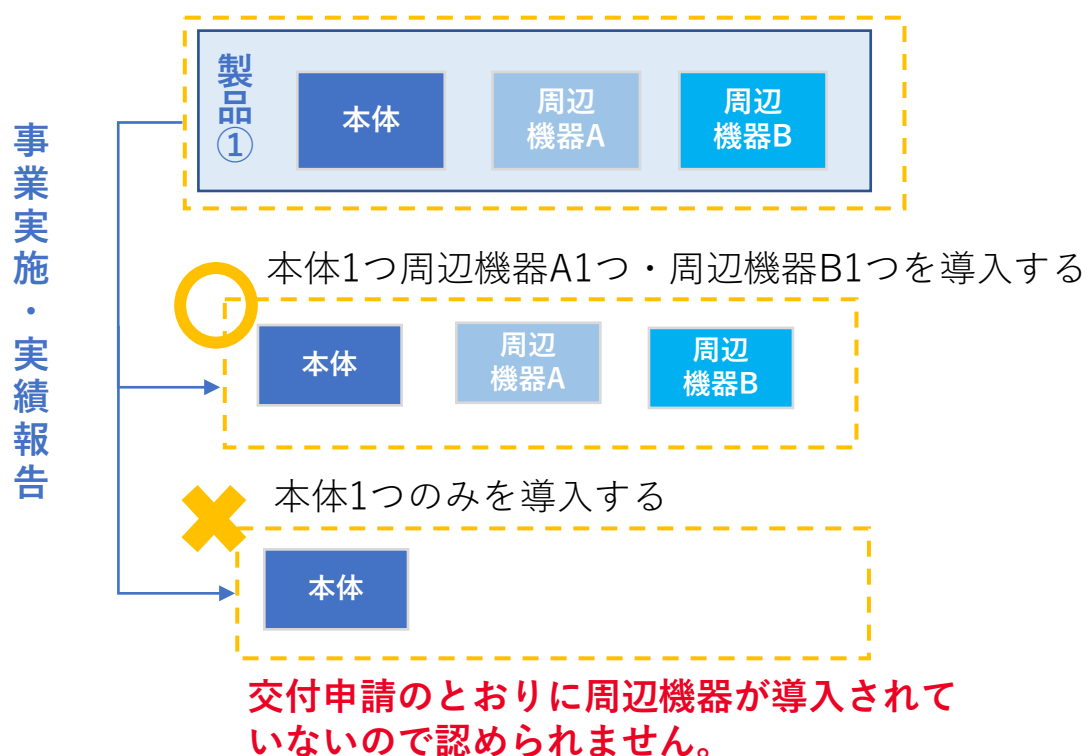 事業実施・実績報告
製品①
本体
周辺
機器A
周辺
機器B
本体1つ周辺機器A1つ・周辺機器B1つを導入する
本体
周辺
機器A
周辺
機器B
本体1つのみを導入する
本体
交付申請のとおりに周辺機器が導入されて
いないので認められません。